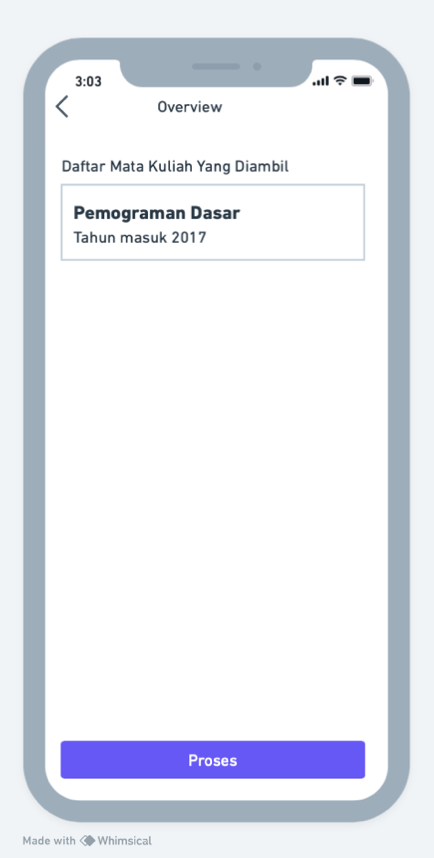 3:03
Overview
Daftar Mata Kuliah Yang Diambil
Pemograman Dasar
Tahun masuk 2017
Proses
Made with Whimsical